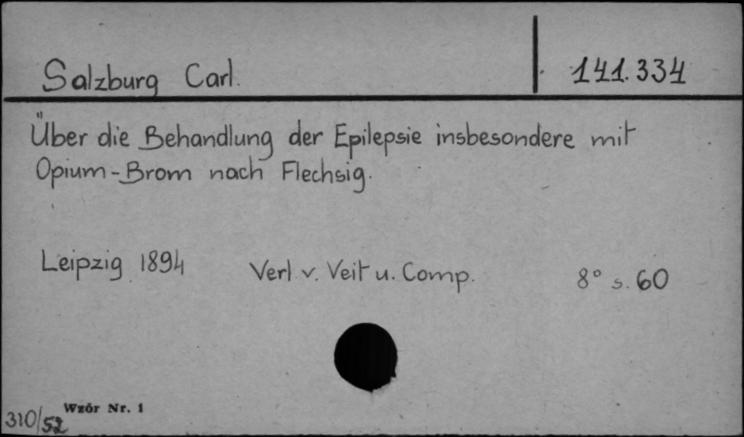 Salzburg Carl. 141.334
Über die Behandlung der Epilepsie insbesondere mit
Opium-Brom nach Flechsig.
Leipzig 1894 Verl. v. Veit u. Comp. 8° s. 60
Wzór Nr. 1
310/52